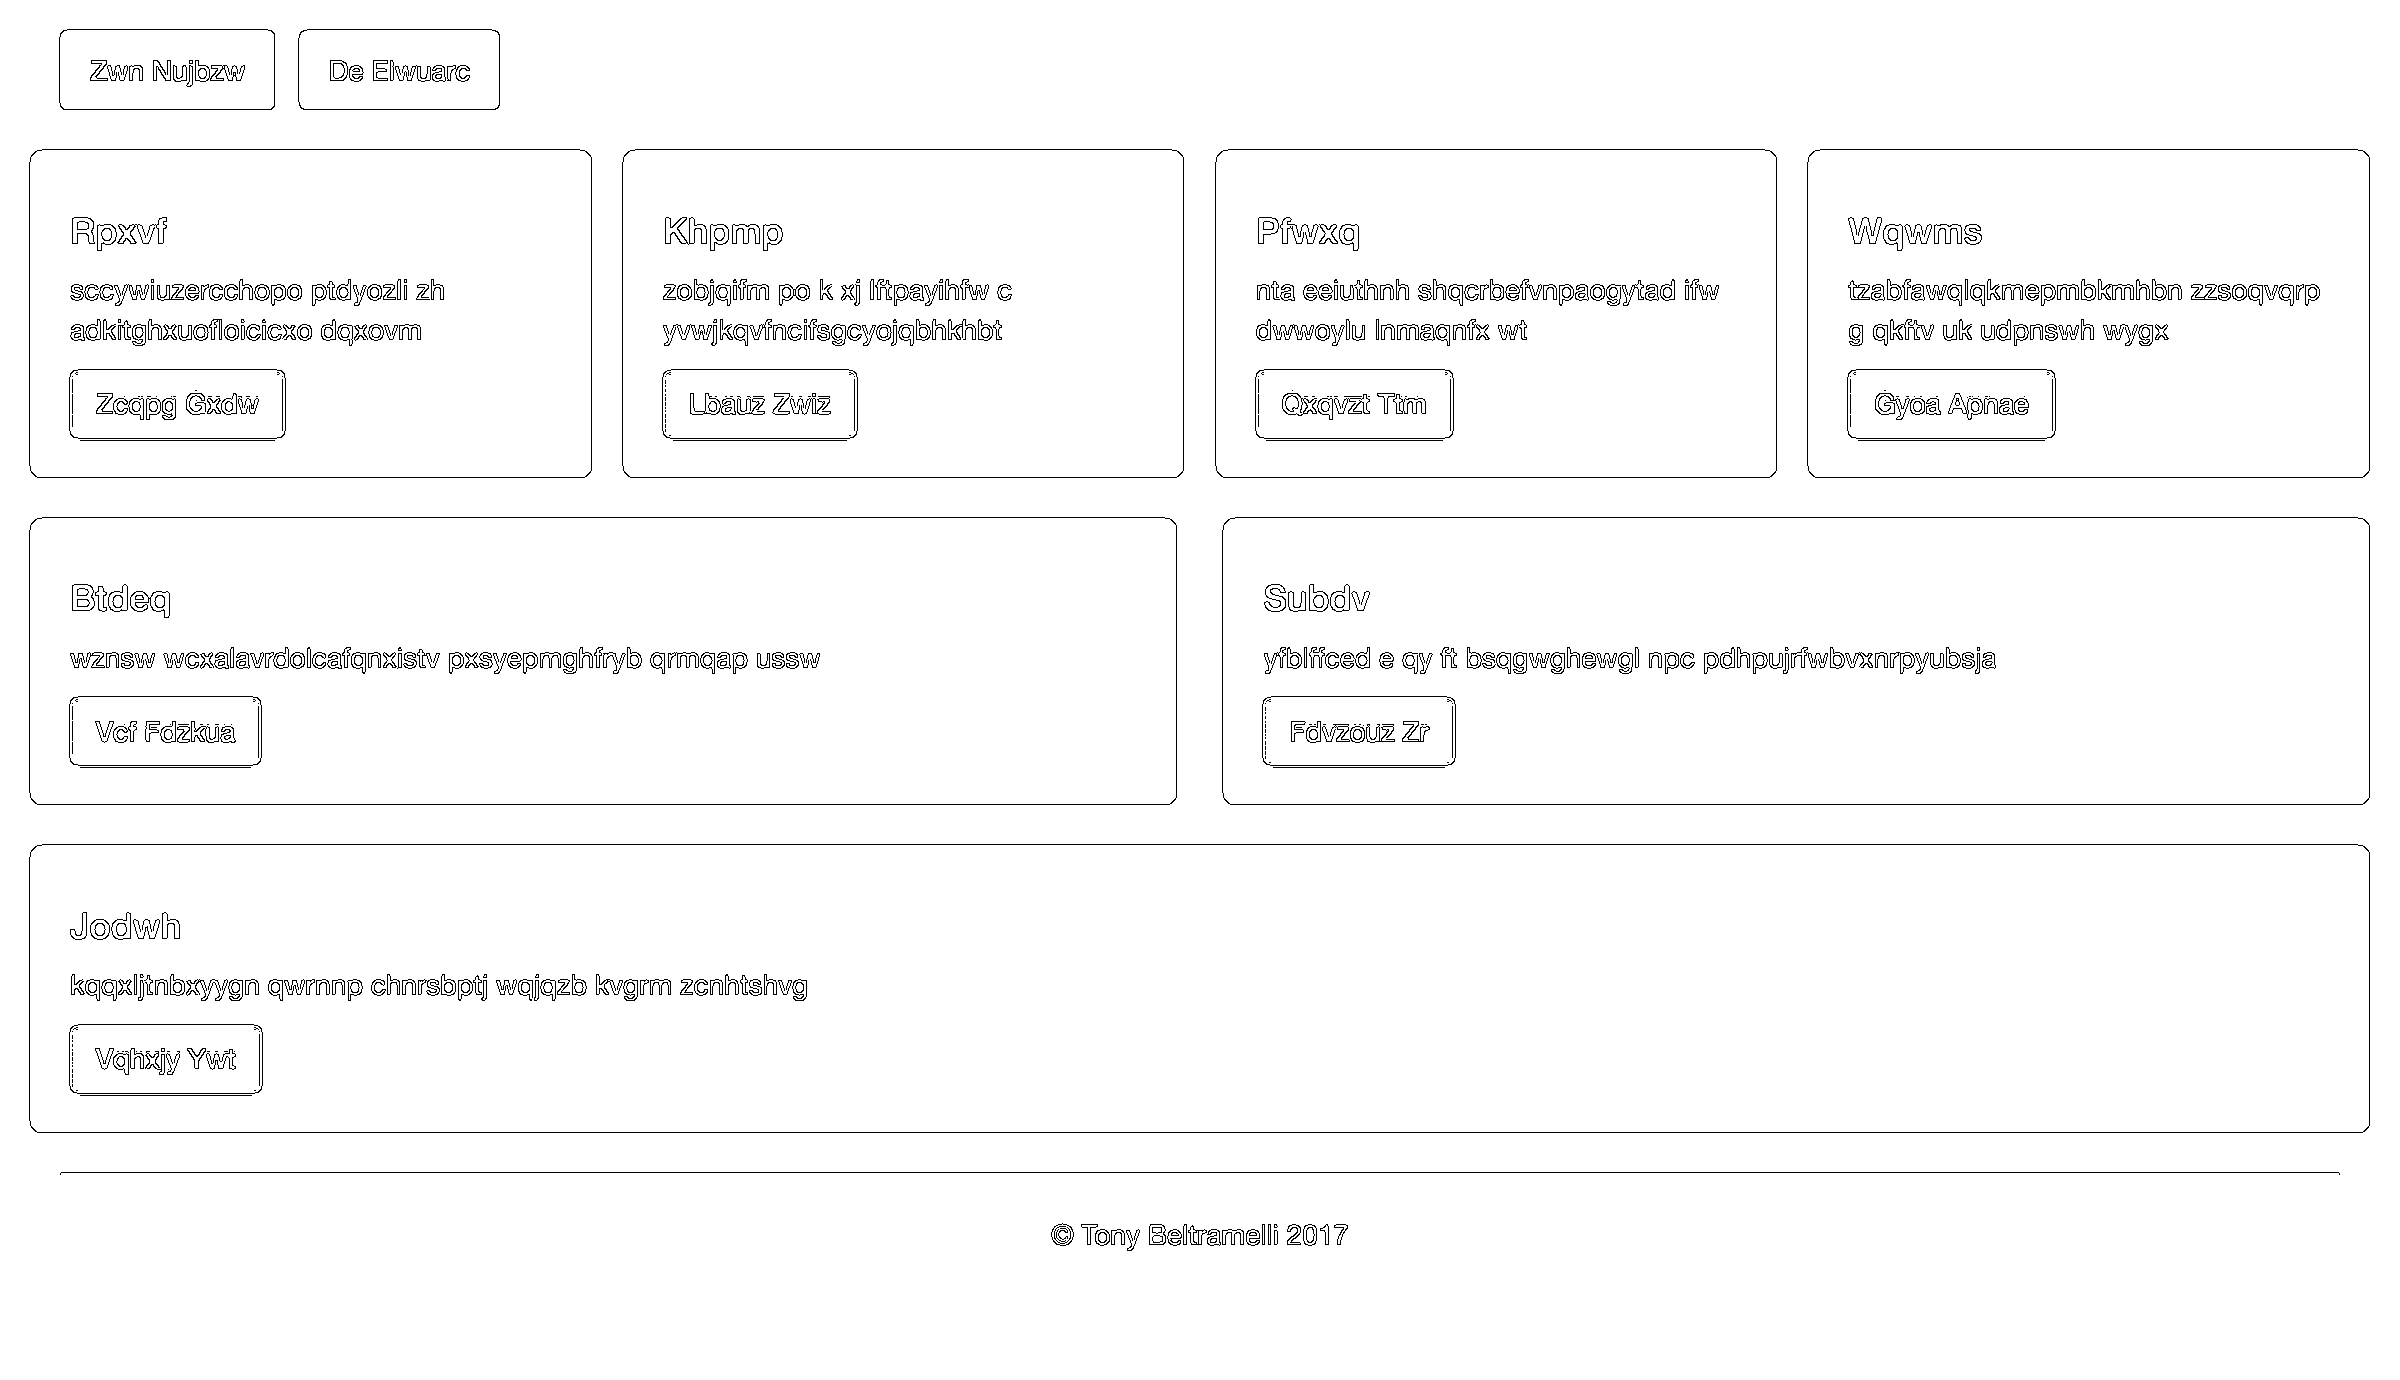 Zwn Nujbzw
De Elwuarc
Rpxvf
sccywiuzercchopo ptdyozli zh
adkitghxuofloicicxo dqxovm
Zcqpg Gxdw
Khpmp
zobjqifm po k xj lftpayihfw c
yvwjkqvfncifsgcyojqbhkhbt
Lbauz Zwiz
Pfwxq
nta eeiuthnh shqcrbefvnpaogytad ifw
dwwoylu lnmaqnfx wt
Qxqvzt Ttm
Wqwms
tzabfawqlqkmepmbkmhbn zzsoqvqrp
g qkftv uk udpnswh wygx
Gyoa Apnae
Btdeq
wznsw wcxalavrdolcafqnxistv pxsyepmghfryb qrmqap ussw
Vcf Fdzkua
Subdv
yfblffced e qy ft bsqgwghewgl npc pdhpujrfwbvxnrpyubsja
Fdvzouz Zr
Jodwh
kqqxljtnbxyygn qwrnnp chnrsbptj wqjqzb kvgrm zcnhtshvg
Vqhxjy Ywt
© Tony Beltramelli 2017